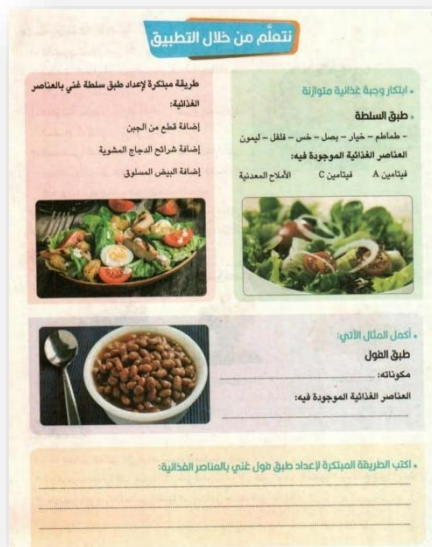 نتعلَّم من خلال التطبيق
• ابتكار وجبة غذائية متوازنة
• طبق السلطة
- طماطم – خيار – بصل – خس – فلفل – ليمون
العناصر الغذائية الموجودة فيه:
فيتامين A فيتامين C الأملاح المعدنية
طريقة مبتكرة لإعداد طبق سلطة غني بالعناصر
الغذائية:
إضافة قطع من الجبن
إضافة شرائح الدجاج المشوية
إضافة البيض المسلوق
• أكمل المثال الآتي:
طبق الفول
مكوناته:
العناصر الغذائية الموجودة فيه:
• اكتب الطريقة المبتكرة لإعداد طبق فول غني بالعناصر الغذائية: